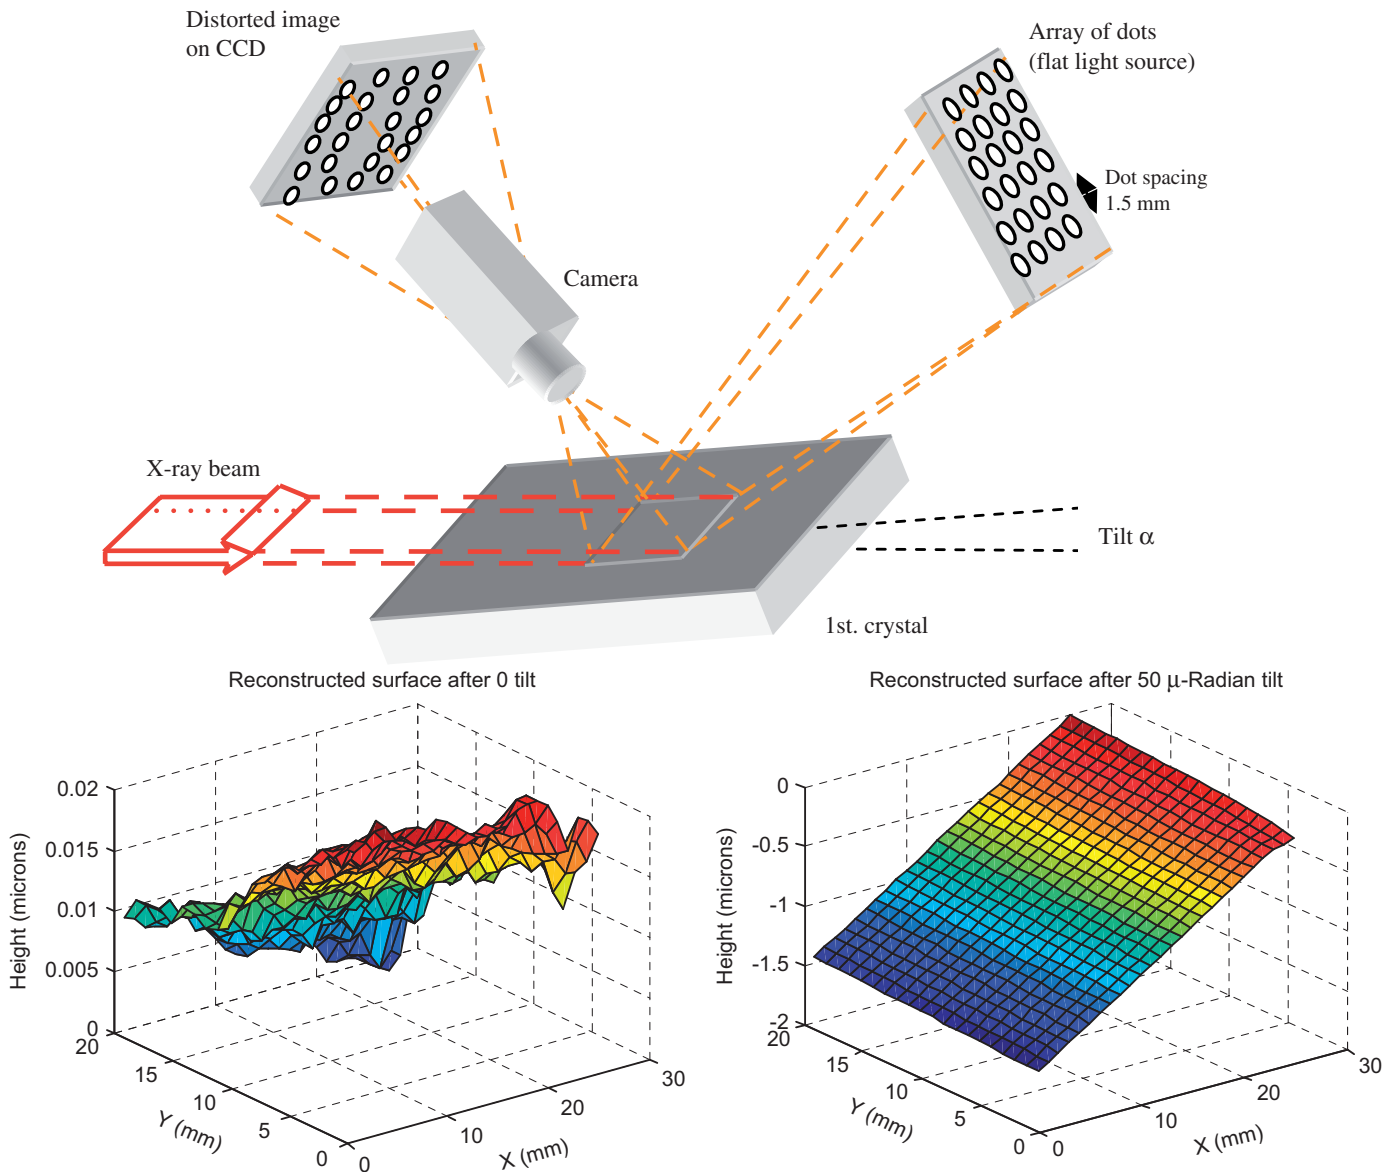 Distorted image
on CCD
Array of dots
(flat light source)
Dot spacing
1.5 mm
Camera
X-ray beam
Tilt α
1st. crystal
Reconstructed surface after 0 tilt
0.02
0.015
0.01
0.005
0
Height (microns)
20
15
10
5
0
Y (mm)
0
10
20
30
X (mm)
Reconstructed surface after 50 μ-Radian tilt
0
-0.5
-1
-1.5
-2
Height (microns)
20
15
10
5
0
Y (mm)
0
10
20
30
X (mm)